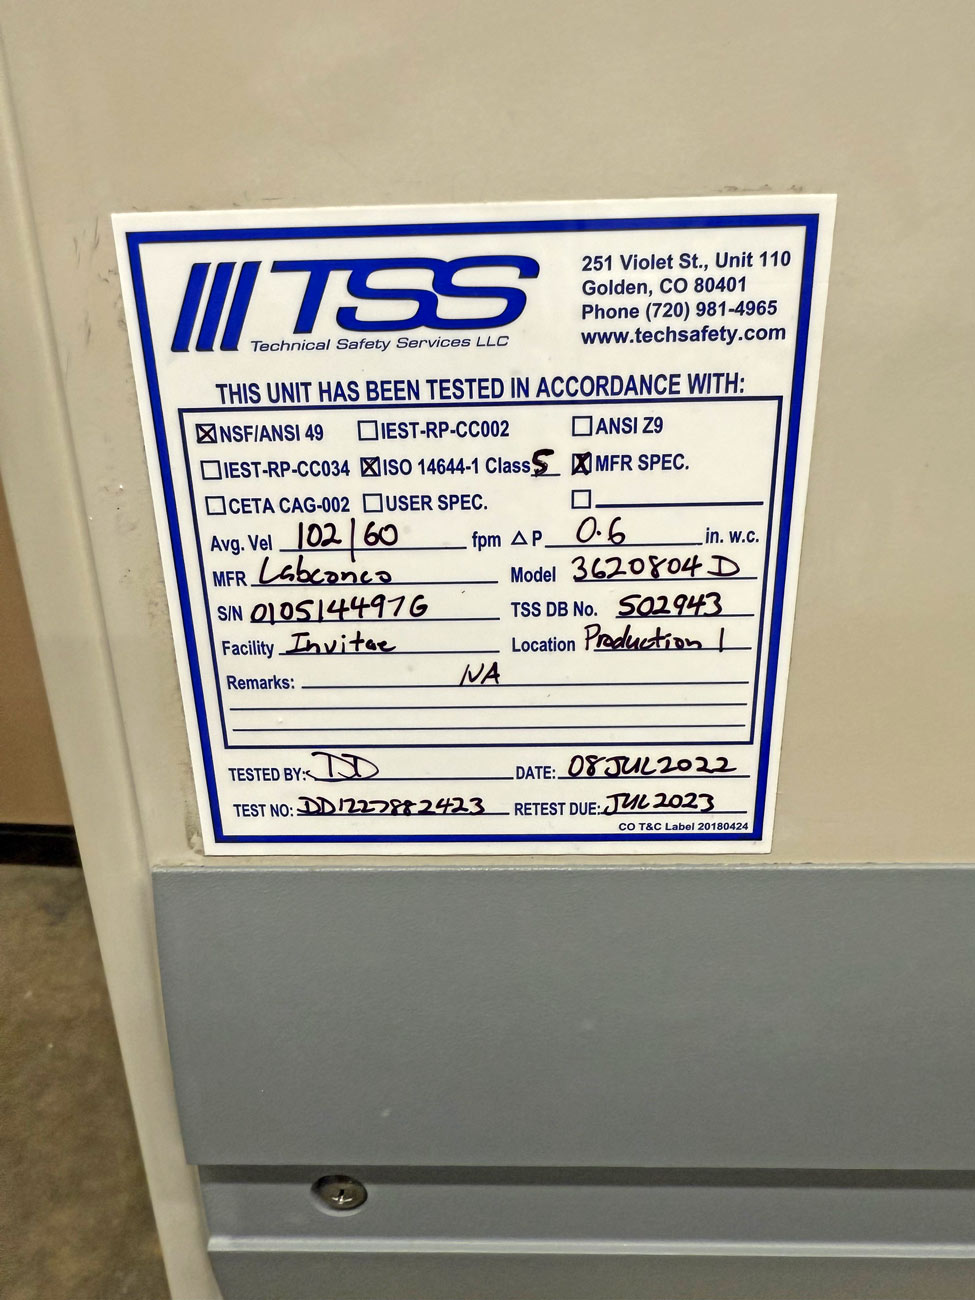 TSS
Technical Safety Services LLC
251 Violet St., Unit 110
Golden, CO 80401
Phone (720) 981-4965
www.techsafety.com
THIS UNIT HAS BEEN TESTED IN ACCORDANCE WITH:
☒ NSF/ANSI 49 ☐ IEST-RP-CC002 ☐ ANSI Z9
☐ IEST-RP-CC034 ☒ ISO 14644-1 Class 5 ☒ MFR SPEC.
☐ CETA CAG-002 ☐ USER SPEC. ☐
Avg. Vel 102/60 fpm Δ P 0.6 in. w.c.
MFR Labconco Model 3620804 D
S/N 010514497G TSS DB No. 502943
Facility Invitae Location Production 1
Remarks: NA
TESTED BY: DD DATE: 08JUL2022
TEST NO: DD1227882423 RETEST DUE: JUL2023
CO T&C Label 20180424